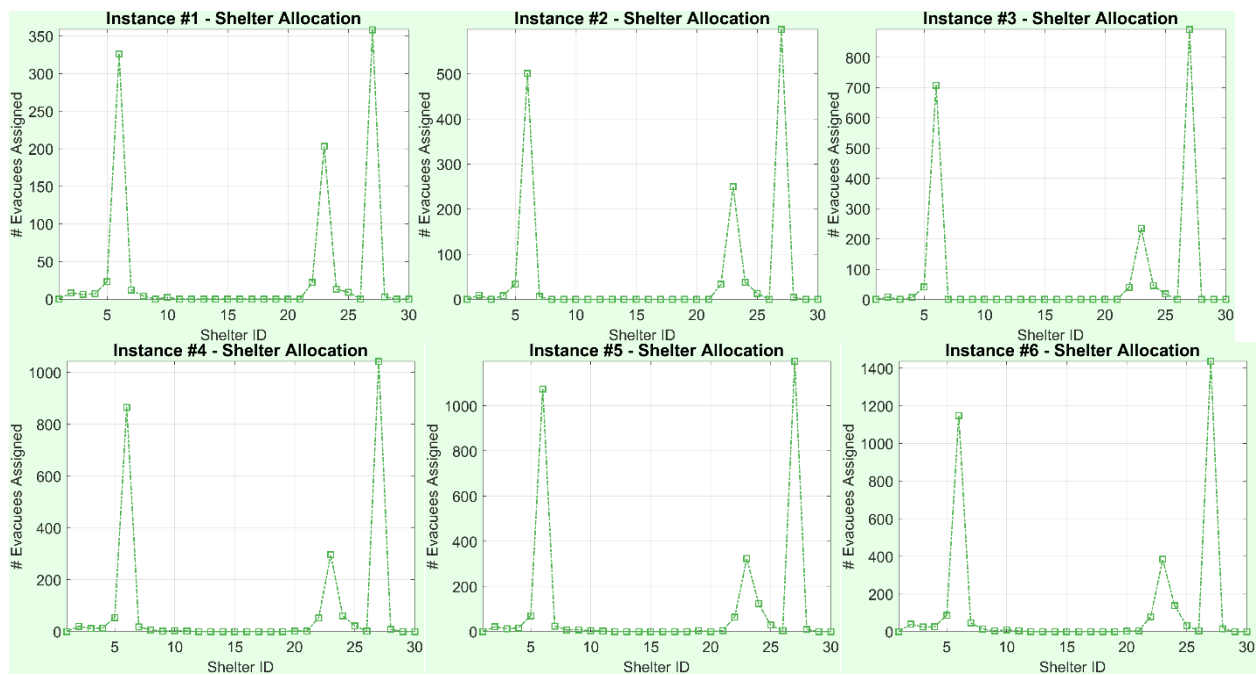 Instance #1 - Shelter Allocation
350
300
250
200
150
100
50
0
# Evacuees Assigned
5 10 15 20 25 30
Shelter ID
Instance #2 - Shelter Allocation
500
400
300
200
100
0
# Evacuees Assigned
5 10 15 20 25 30
Shelter ID
Instance #3 - Shelter Allocation
800
700
600
500
400
300
200
100
0
# Evacuees Assigned
5 10 15 20 25 30
Shelter ID
Instance #4 - Shelter Allocation
1000
800
600
400
200
0
# Evacuees Assigned
5 10 15 20 25 30
Shelter ID
Instance #5 - Shelter Allocation
1000
800
600
400
200
0
# Evacuees Assigned
5 10 15 20 25 30
Shelter ID
Instance #6 - Shelter Allocation
1400
1200
1000
800
600
400
200
0
# Evacuees Assigned
5 10 15 20 25 30
Shelter ID